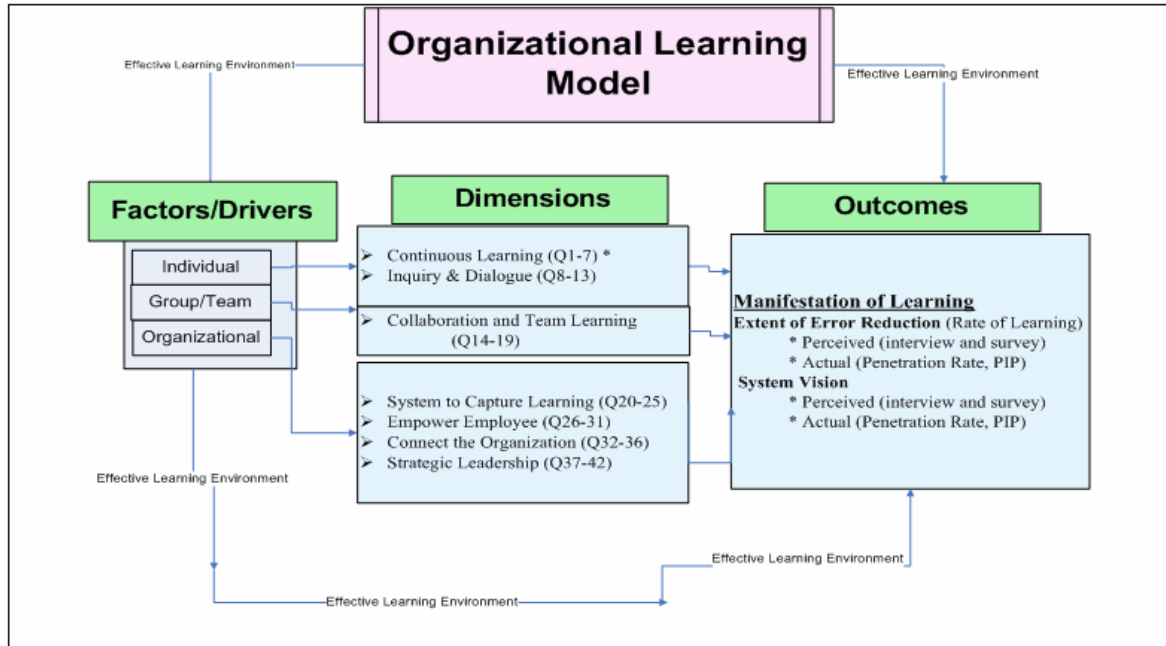 Organizational Learning
Model
Effective Learning Environment
Effective Learning Environment
Factors/Drivers
Individual
Group/Team
Organizational
Dimensions
➢ Continuous Learning (Q1-7) *
➢ Inquiry & Dialogue (Q8-13)
➢ Collaboration and Team Learning
(Q14-19)
➢ System to Capture Learning (Q20-25)
➢ Empower Employee (Q26-31)
➢ Connect the Organization (Q32-36)
➢ Strategic Leadership (Q37-42)
Outcomes
Manifestation of Learning
Extent of Error Reduction (Rate of Learning)
* Perceived (interview and survey)
* Actual (Penetration Rate, PIP)
System Vision
* Perceived (interview and survey)
* Actual (Penetration Rate, PIP)
Effective Learning Environment
Effective Learning Environment
Effective Learning Environment